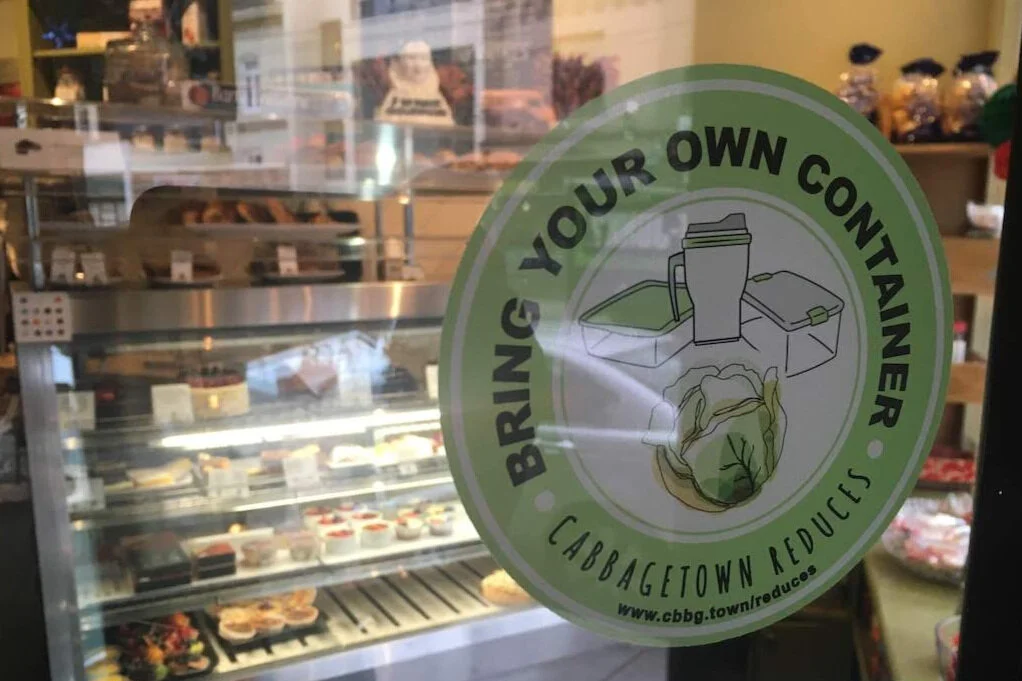 BRING YOUR OWN CONTAINER
CABBAGETOWN REDUCES
www.cbbg.town/reduces